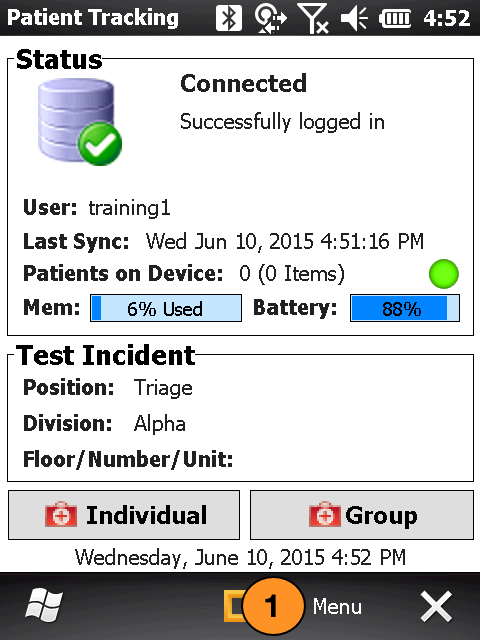 Patient Tracking 4:52
Status
Connected
Successfully logged in
User: training1
Last Sync: Wed Jun 10, 2015 4:51:16 PM
Patients on Device: 0 (0 Items)
Mem: 6% Used Battery: 88%
Test Incident
Position: Triage
Division: Alpha
Floor/Number/Unit:
Individual Group
Wednesday, June 10, 2015 4:52 PM
1 Menu